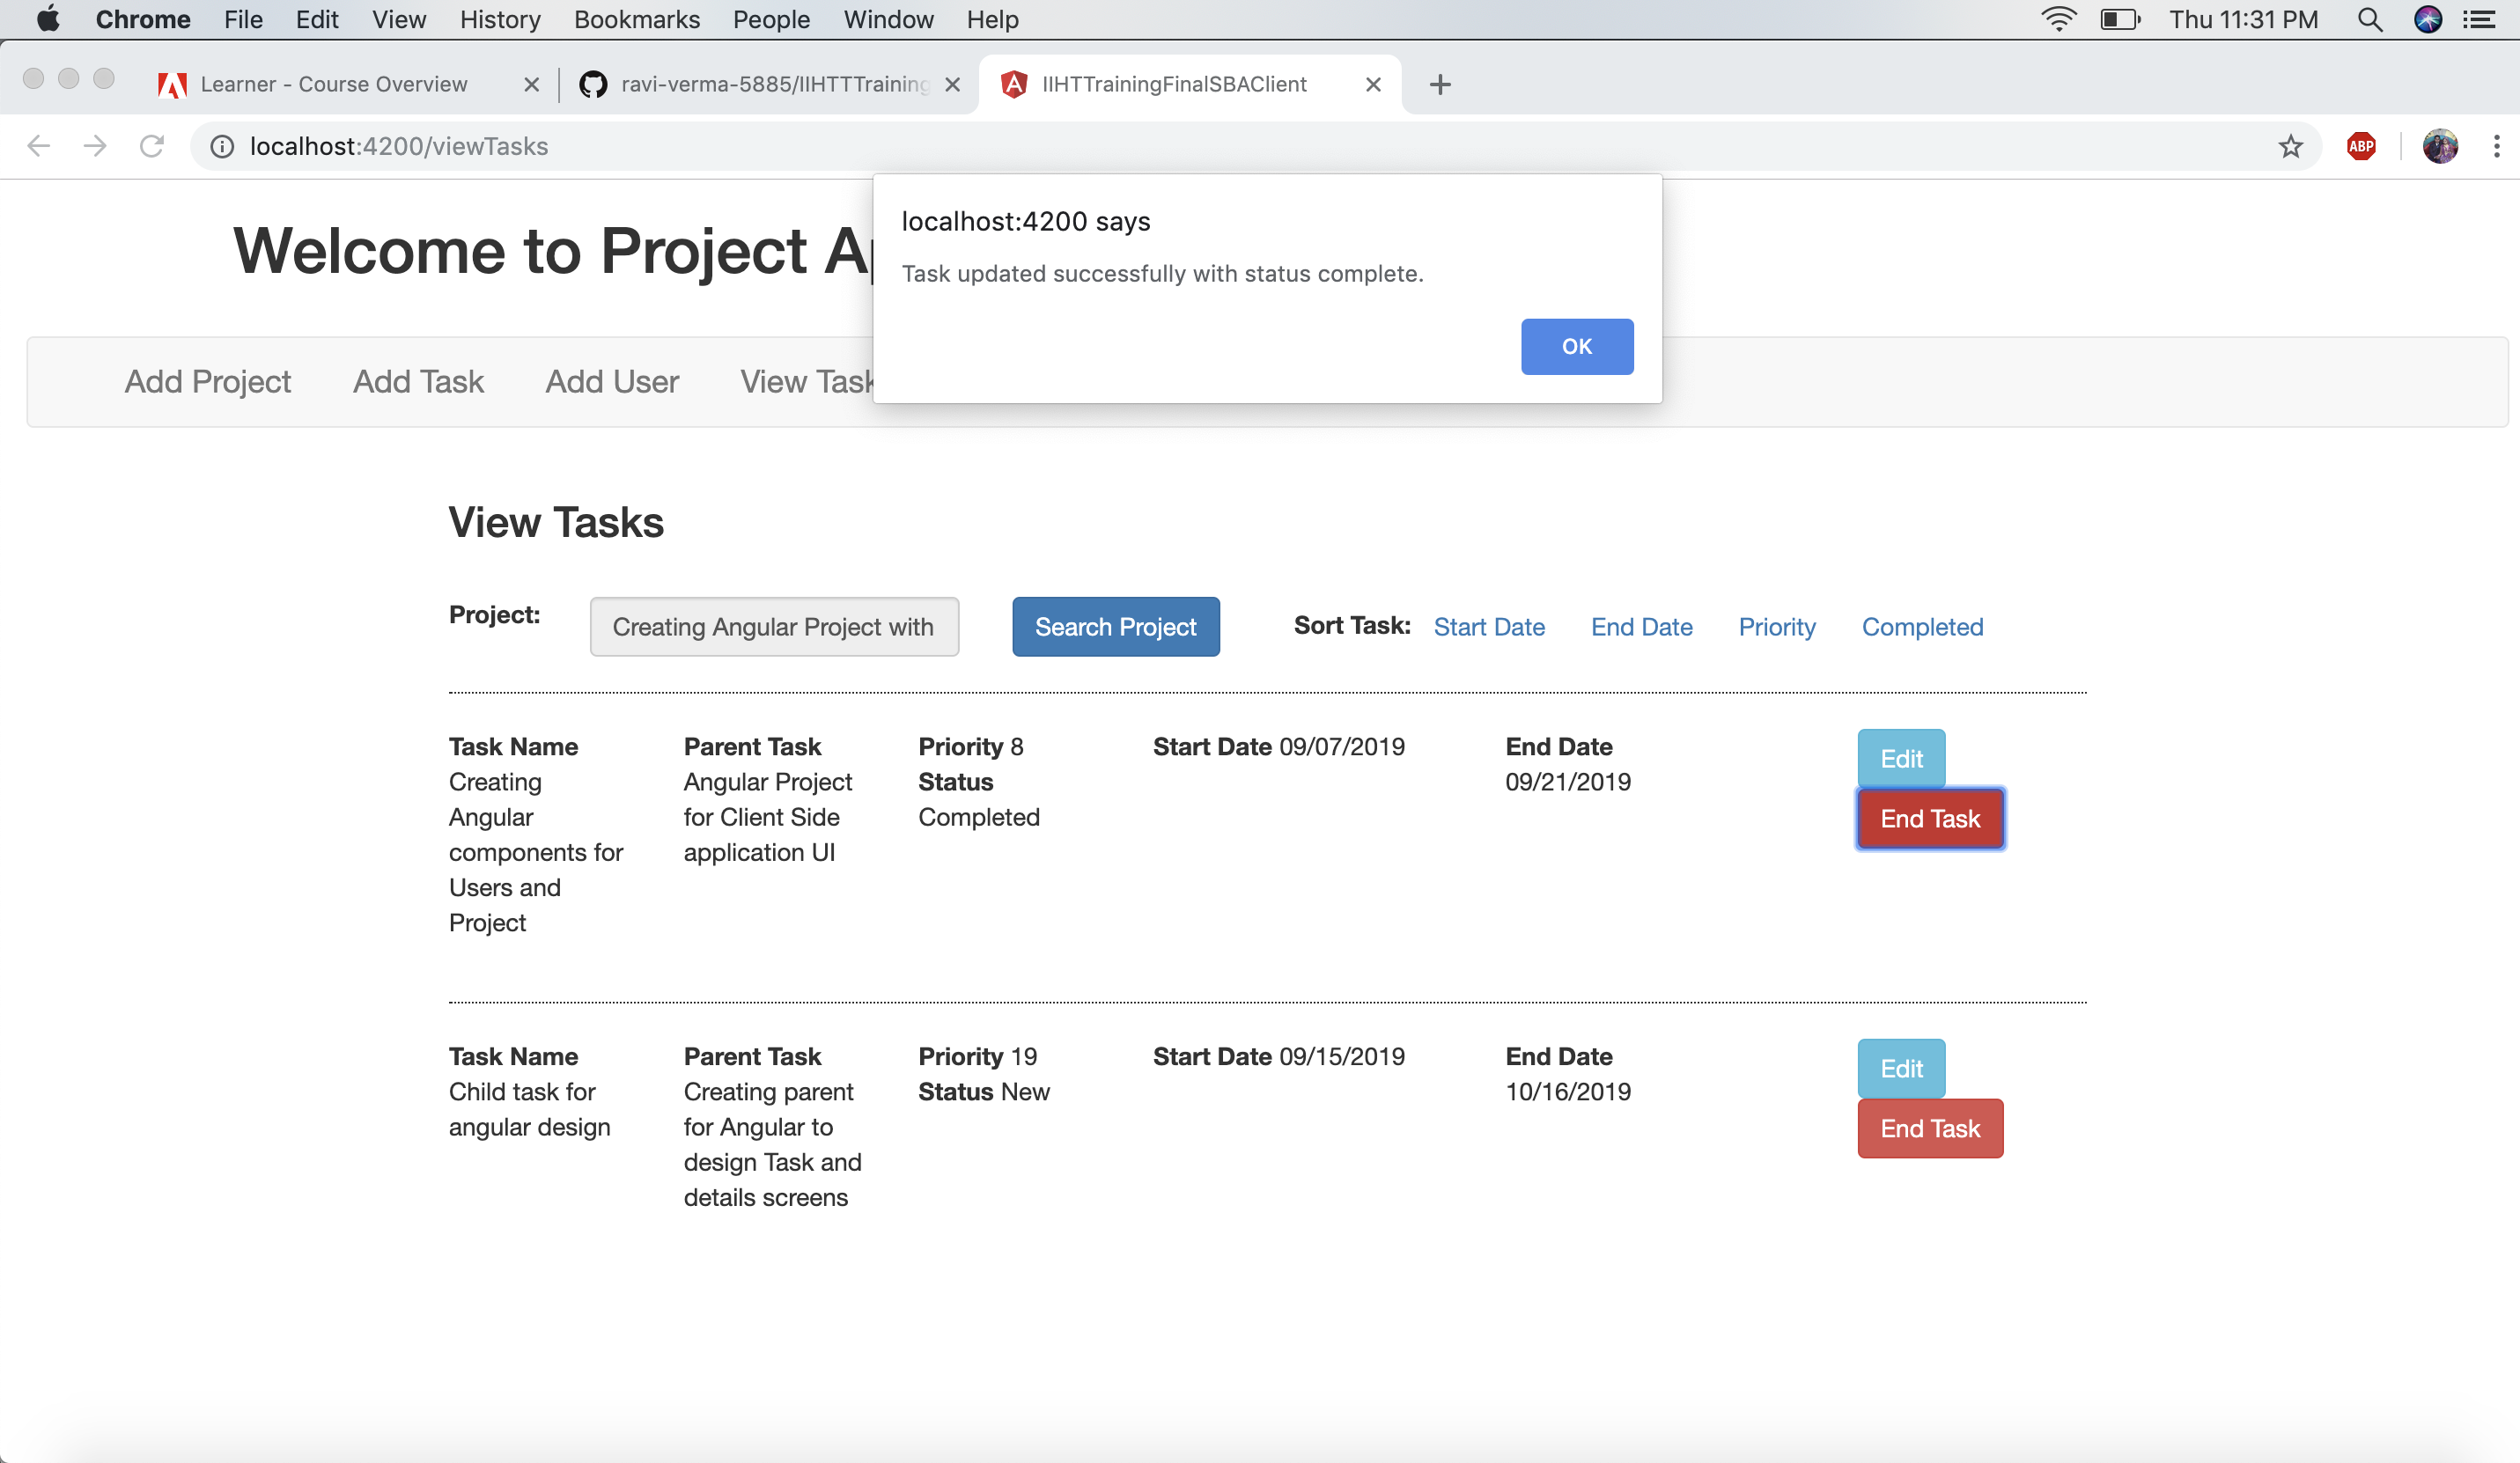 Chrome File Edit View History Bookmarks People Window Help Thu 11:31 PM
Learner - Course Overview ravi-verma-5885/IIHTTTraining IIHTTrainingFinalSBAClient
localhost:4200/viewTasks ABP
localhost:4200 says
Task updated successfully with status complete.
OK
Welcome to Project
Add Project Add Task Add User View Task
View Tasks
Project: Creating Angular Project with Search Project Sort Task: Start Date End Date Priority Completed
Task Name Parent Task Priority 8 Start Date 09/07/2019 End Date Edit
Creating Angular Project Status 09/21/2019
Angular for Client Side Completed End Task
components for application UI
Users and
Project
Task Name Parent Task Priority 19 Start Date 09/15/2019 End Date Edit
Child task for Creating parent Status New 10/16/2019
angular design for Angular to End Task
design Task and
details screens